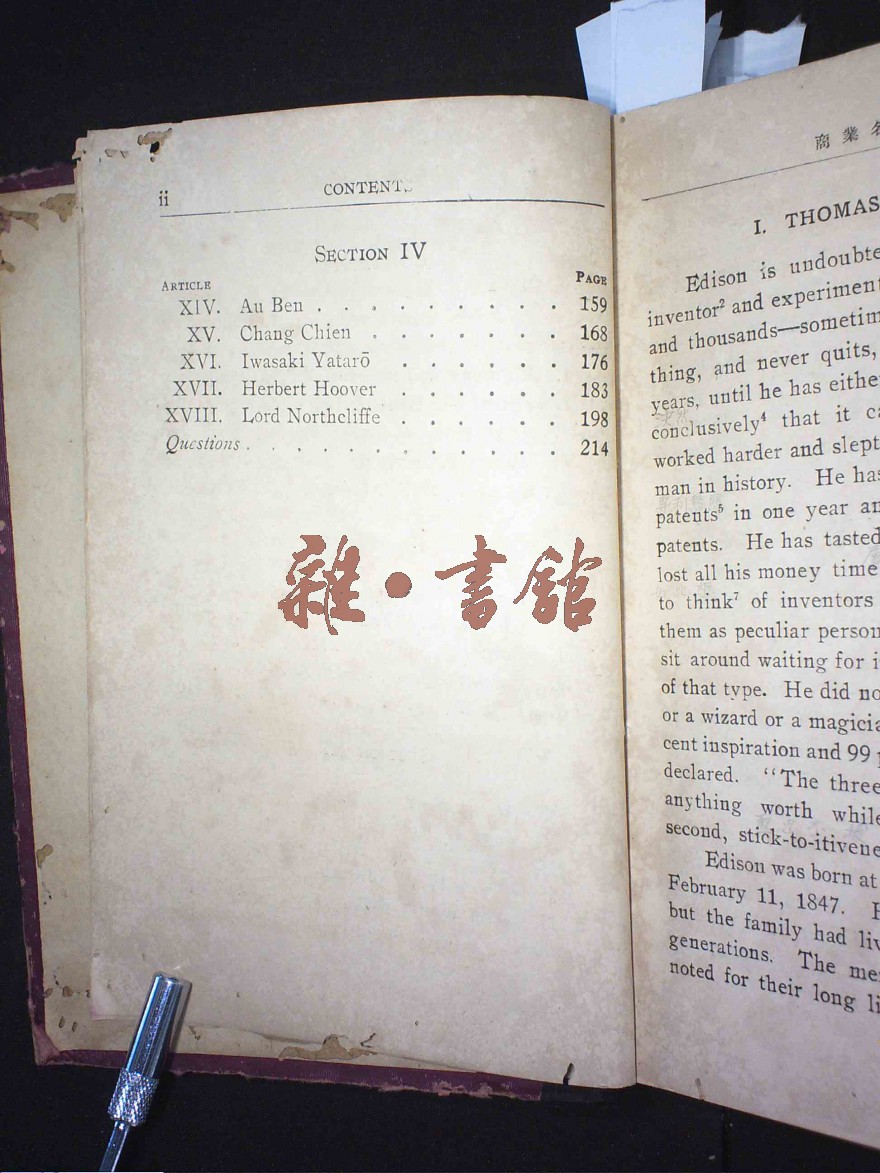 ii
CONTENT
SECTION IV
ARTICLE PAGE
XIV. Au Ben . . . . . . . . . . 159
XV. Chang Chien . . . . . . . 168
XVI. Iwasaki Yatarō . . . . . . 176
XVII. Herbert Hoover . . . . . . 183
XVIII. Lord Northcliffe . . . . . . 198
Questions . . . . . . . . . . . . 214
雜•書館
商業名
I. THOMAS
Edison is undoubte
inventor² and experiment
and thousands—sometim
thing, and never quits,
years, until he has eithe
conclusively⁴ that it ca
worked harder and slept
man in history. He has
patents⁵ in one year an
patents. He has tasted
lost all his money time
to think⁷ of inventors
them as peculiar person
sit around waiting for i
of that type. He did no
or a wizard or a magicia
cent inspiration and 99
declared. “The three
anything worth while
second, stick-to-itivene
Edison was born at
February 11, 1847.
but the family had liv
generations. The me
noted for their long li